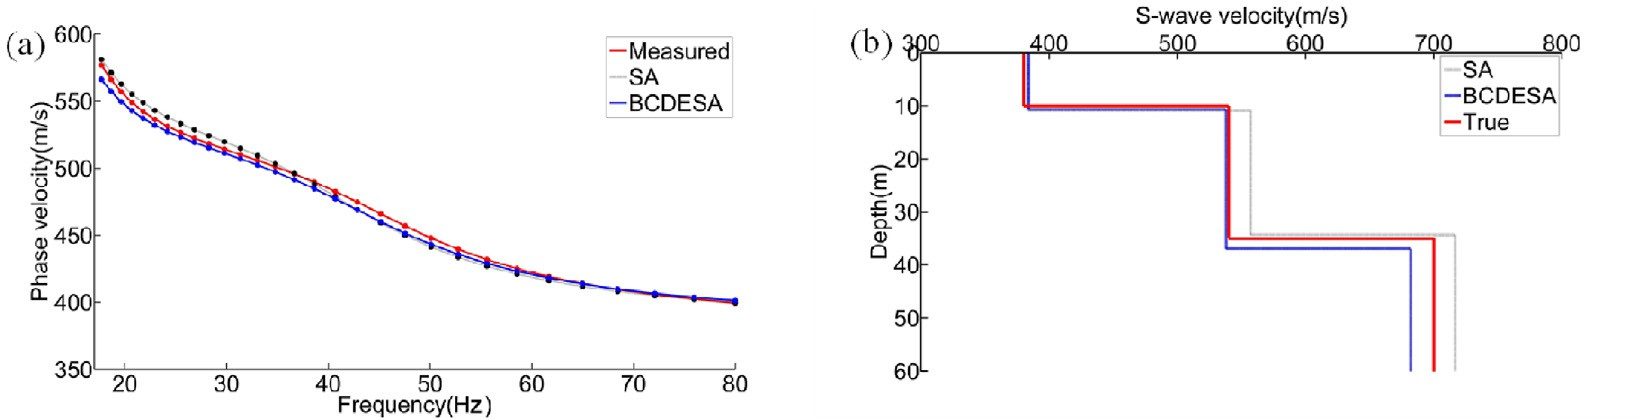 (a)
600
550
500
450
400
350
Phase velocity(m/s)
Measured
SA
BCDESA
20 30 40 50 60 70 80
Frequency(Hz)
(b)
S-wave velocity(m/s)
300 400 500 600 700 800
0
10
20
30
40
50
60
Depth(m)
SA
BCDESA
True